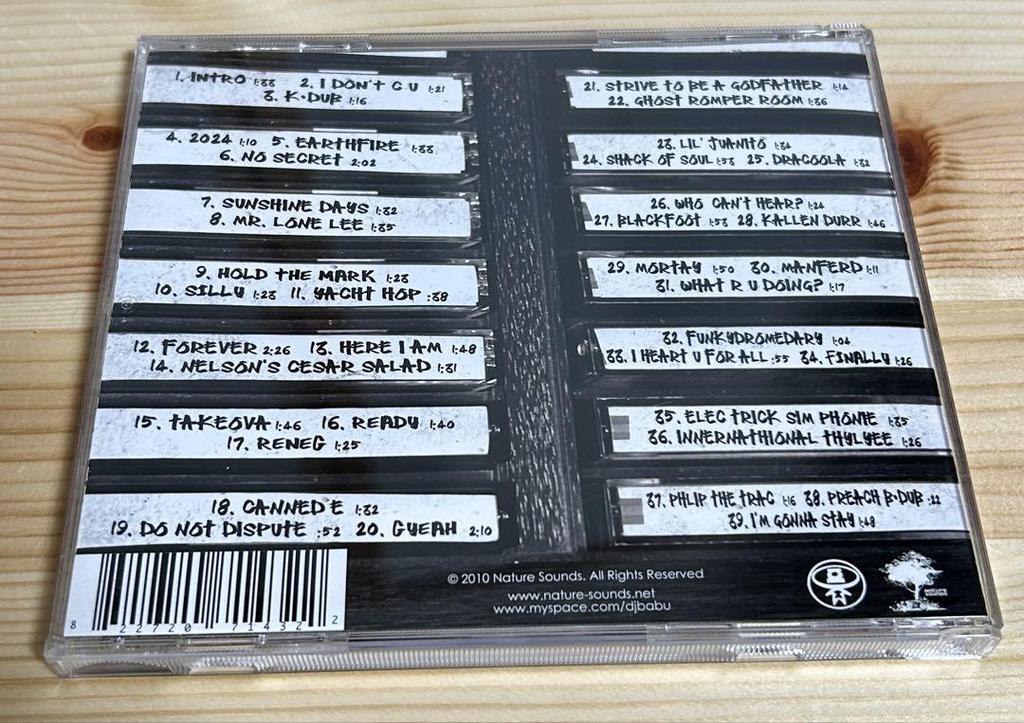 1. INTRO 1:33 2. I DON'T C U 1:21
3. K-DUB 1:16
4. 2024 1:10 5. EARTHFIRE 1:33
6. NO SECRET 2:02
7. SUNSHINE DAYS 1:32
8. MR. LONE LEE 1:35
9. HOLD THE MARK 1:23
10. SILLY 1:23 11. YACHT HOP :38
12. FOREVER 2:26 13. HERE I AM 1:48
14. NELSON'S CESAR SALAD 1:31
15. TAKEOVA 1:46 16. READY 1:40
17. RENEG 1:25
18. CANNED E 1:32
19. DO NOT DISPUTE :52 20. GYEAH 2:10
21. STRIVE TO BE A GODFATHER 1:14
22. GHOST ROMPER ROOM 1:36
23. LIL' JUANITO
24. SHACK OF SOUL 1:53 25. DRACOOLA 1:32
26. WHO CAN'T HEAR? 1:24
27. BLACKFOOT 1:53 28. KALLEN DURR 1:46
29. MORTAY 1:50 30. MANFERD 1:11
31. WHAT R U DOING? 1:17
32. FUNKYDROMEDARY 1:04
33. I HEART U FOR ALL :55 34. FINALLY 1:26
35. ELEC TRICK SIM PHONIE 1:35
36. INNERNATHIONAL THYLYEE 1:26
37. PHLIP THE TRAC 1:16 38. PREACH B-DUB :22
39. I'M GONNA STAY 1:48
© 2010 Nature Sounds. All Rights Reserved
www.nature-sounds.net
www.myspace.com/djbabu
8 22720 71432 2
NATURE
SOUNDS